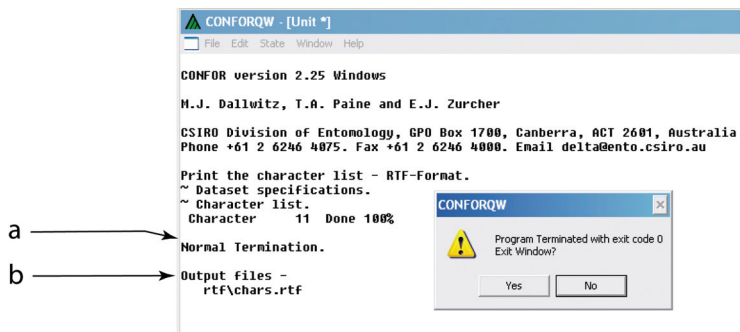 CONFORQW - [Unit *]
File Edit State Window Help
CONFOR version 2.25 Windows
M.J. Dallwitz, T.A. Paine and E.J. Zurcher
CSIRO Division of Entomology, GPO Box 1700, Canberra, ACT 2601, Australia
Phone +61 2 6246 4075. Fax +61 2 6246 4000. Email delta@ento.csiro.au
Print the character list - RTF-Format.
~ Dataset specifications.
~ Character list.
Character 11 Done 100%
a
Normal Termination.
b
Output files -
rtf\chars.rtf
CONFORQW
Program Terminated with exit code 0
Exit Window?
Yes No